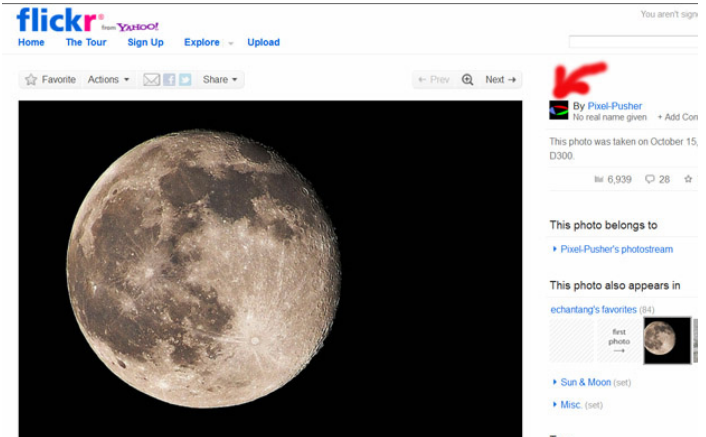 flickr® from YAHOO!
You aren't sign
Home The Tour Sign Up Explore Upload
Favorite Actions Share
← Prev Next →
By Pixel-Pusher
No real name given + Add Con
This photo was taken on October 15,
D300.
6,939 28
This photo belongs to
Pixel-Pusher's photostream
This photo also appears in
echantang's favorites (84)
first
photo
→
Sun & Moon (set)
Misc. (set)